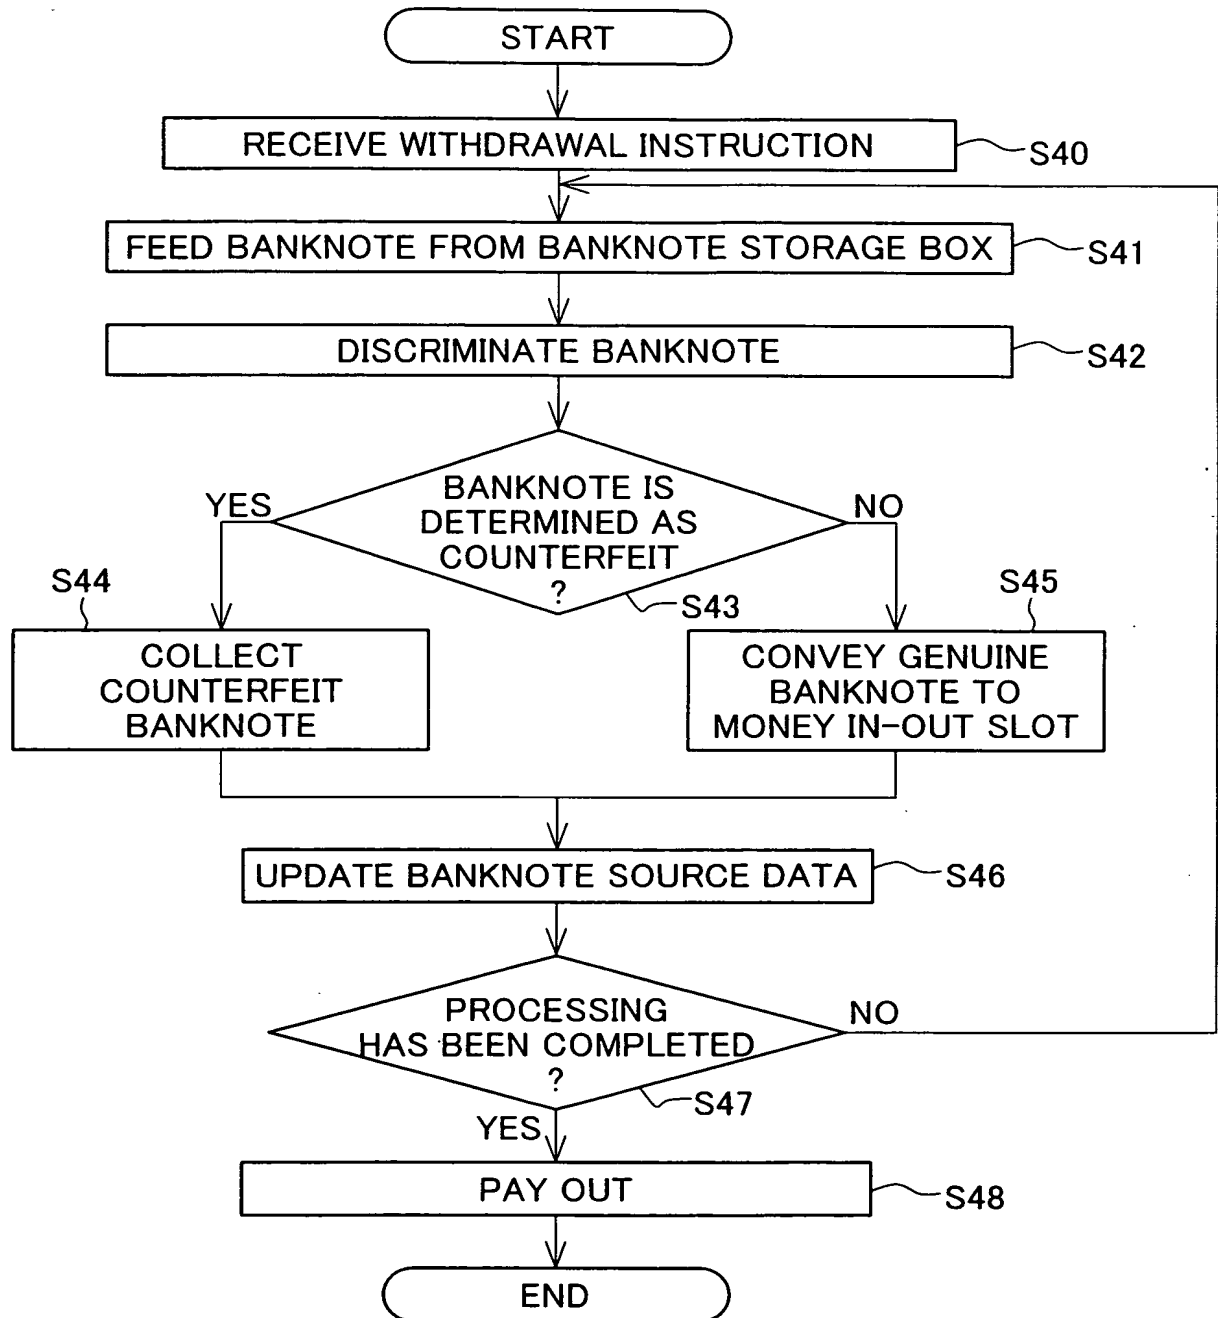 START
RECEIVE WITHDRAWAL INSTRUCTION
S40
FEED BANKNOTE FROM BANKNOTE STORAGE BOX
S41
DISCRIMINATE BANKNOTE
S42
BANKNOTE IS
DETERMINED AS
COUNTERFEIT
?
S43
YES
NO
S44
COLLECT
COUNTERFEIT
BANKNOTE
S45
CONVEY GENUINE
BANKNOTE TO
MONEY IN-OUT SLOT
UPDATE BANKNOTE SOURCE DATA
S46
PROCESSING
HAS BEEN COMPLETED
?
S47
NO
YES
PAY OUT
S48
END